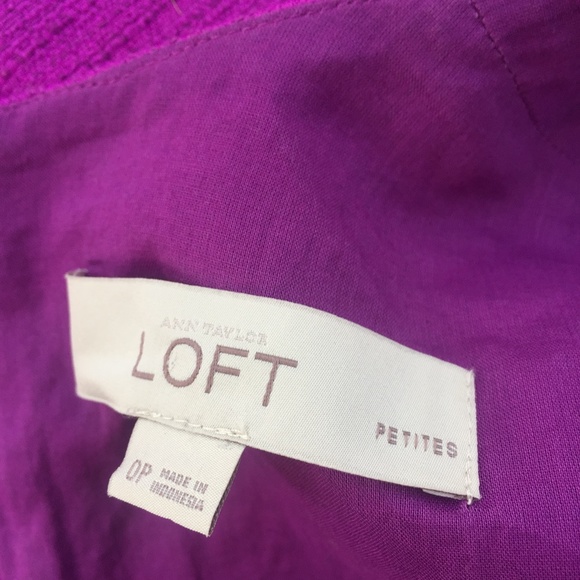 ANN TAYLOR
LOFT
PETITES
0P
MADE IN
INDONESIA